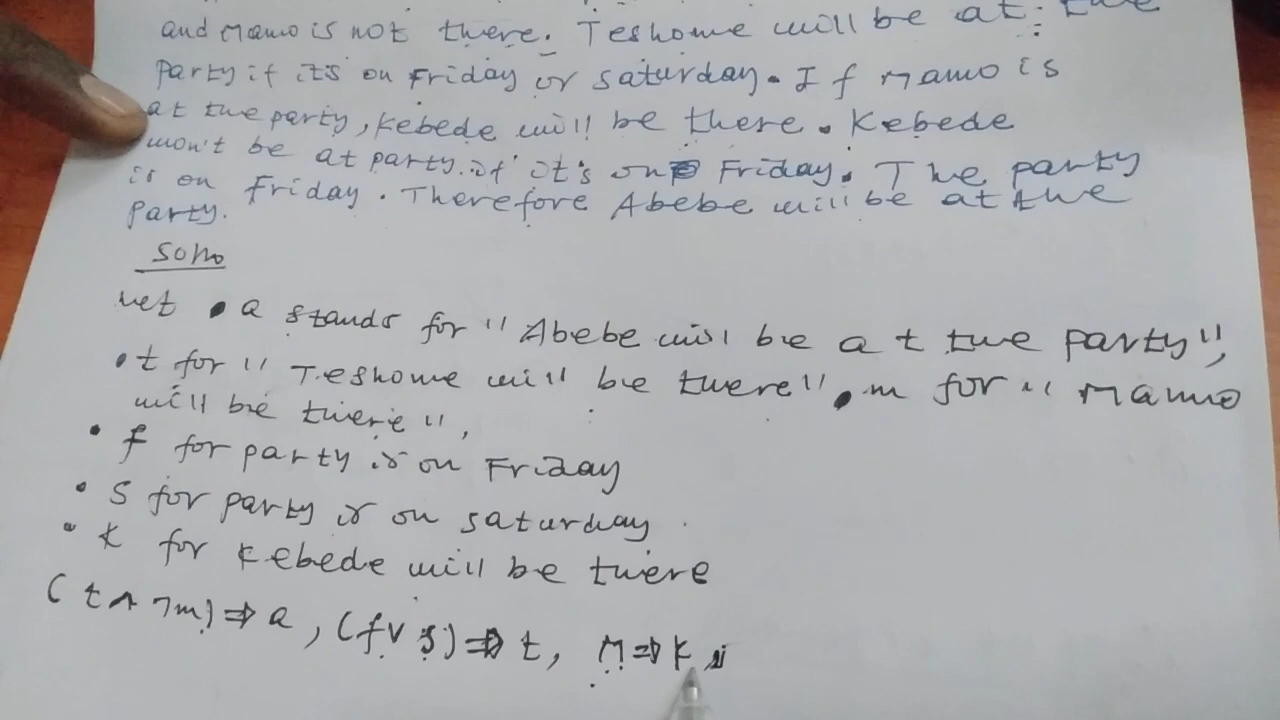 and Mamo is not there. Teshome will be at the
Party if it's on Friday or saturday. If Mamo is
at the party, Kebede will be there. Kebede
won't be at party if it's on Friday. The party
is on Friday. Therefore Abebe will be at the
Party.
Soln
Let • a stands for "Abebe will be at the party",
• t for "Teshome will be there" • m for "Mamo
will be there",
• f for party is on Friday
• S for party is on saturday
• k for kebede will be there
(t ∧ ¬m) ⇒ a, (f ∨ s) ⇒ t, M ⇒ k,